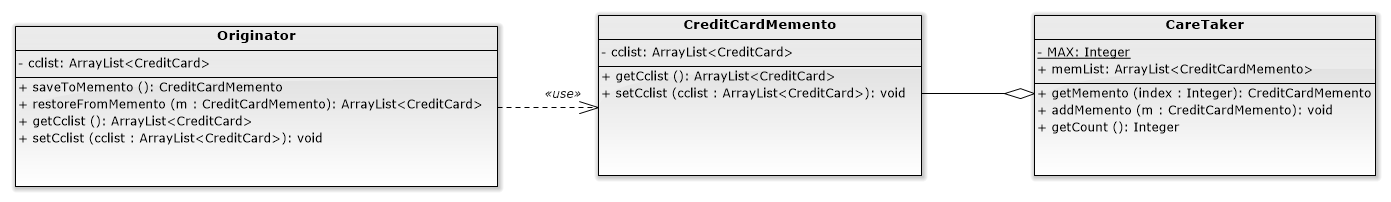 Originator
- cclist: ArrayList<CreditCard>
+ saveToMemento (): CreditCardMemento
+ restoreFromMemento (m : CreditCardMemento): ArrayList<CreditCard>
+ getCclist (): ArrayList<CreditCard>
+ setCclist (cclist : ArrayList<CreditCard>): void
«use»
CreditCardMemento
- cclist: ArrayList<CreditCard>
+ getCclist (): ArrayList<CreditCard>
+ setCclist (cclist : ArrayList<CreditCard>): void
CareTaker
- MAX: Integer
+ memList: ArrayList<CreditCardMemento>
+ getMemento (index : Integer): CreditCardMemento
+ addMemento (m : CreditCardMemento): void
+ getCount (): Integer